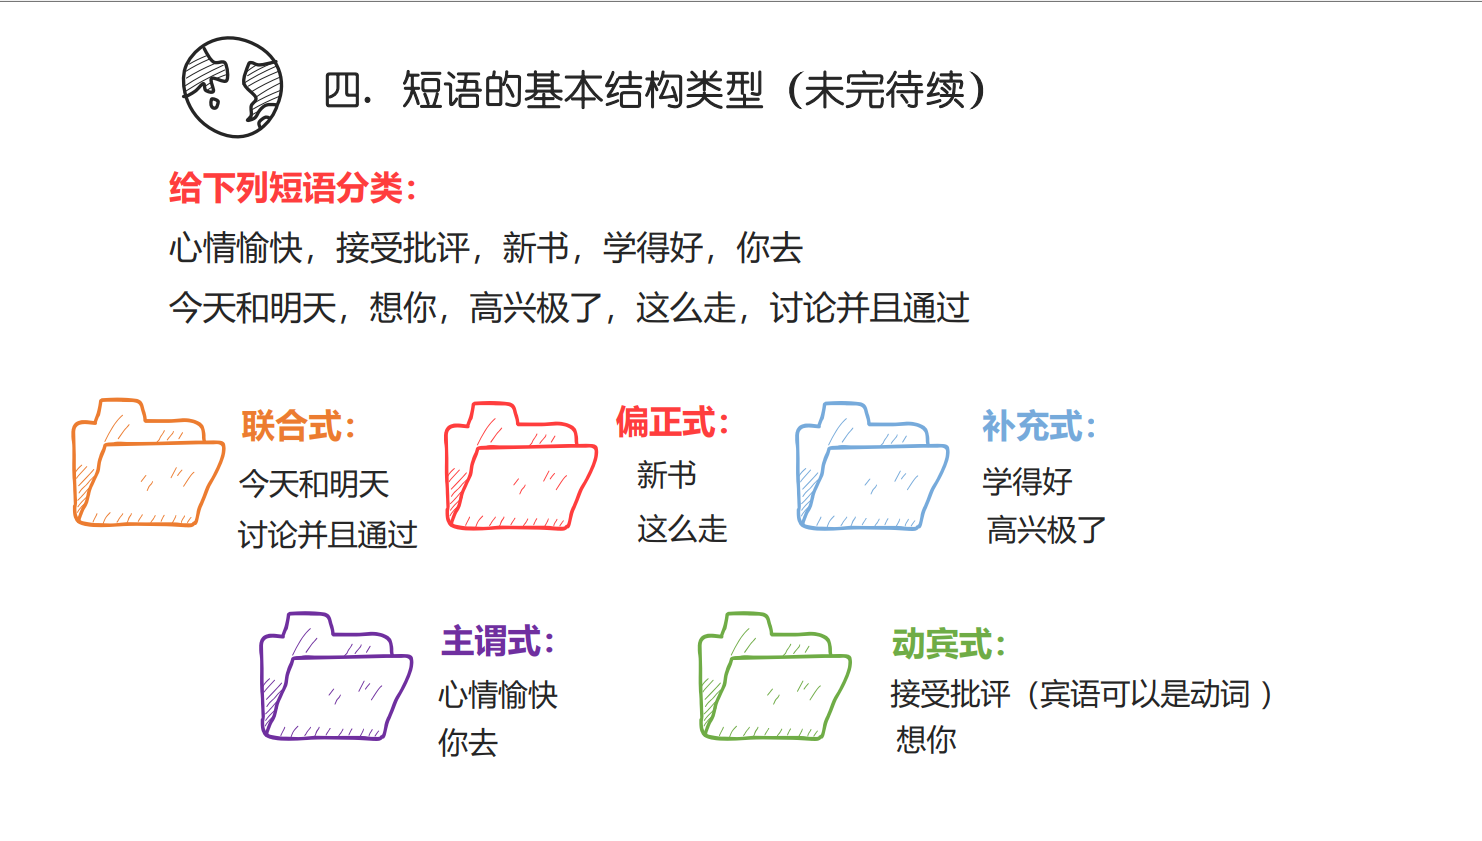 四. 短语的基本结构类型（未完待续）
给下列短语分类：
心情愉快，接受批评，新书，学得好，你去
今天和明天，想你，高兴极了，这么走，讨论并且通过
联合式：
今天和明天
讨论并且通过
偏正式：
新书
这么走
补充式：
学得好
高兴极了
主谓式：
心情愉快
你去
动宾式：
接受批评（宾语可以是动词 ）
想你